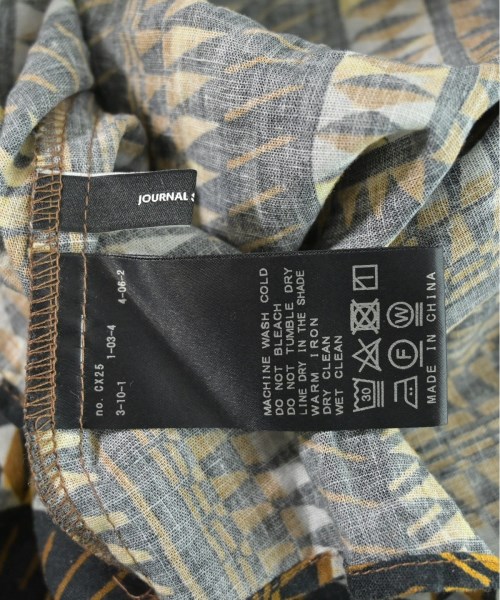 JOURNAL S
MACHINE WASH COLD
DO NOT BLEACH
DO NOT TUMBLE DRY
LINE DRY IN THE SHADE
WARM IRON
DRY CLEAN
WET CLEAN
30
F
W
MADE IN CHINA
no. CX25 1-03-4 4-06-2
3-10-1